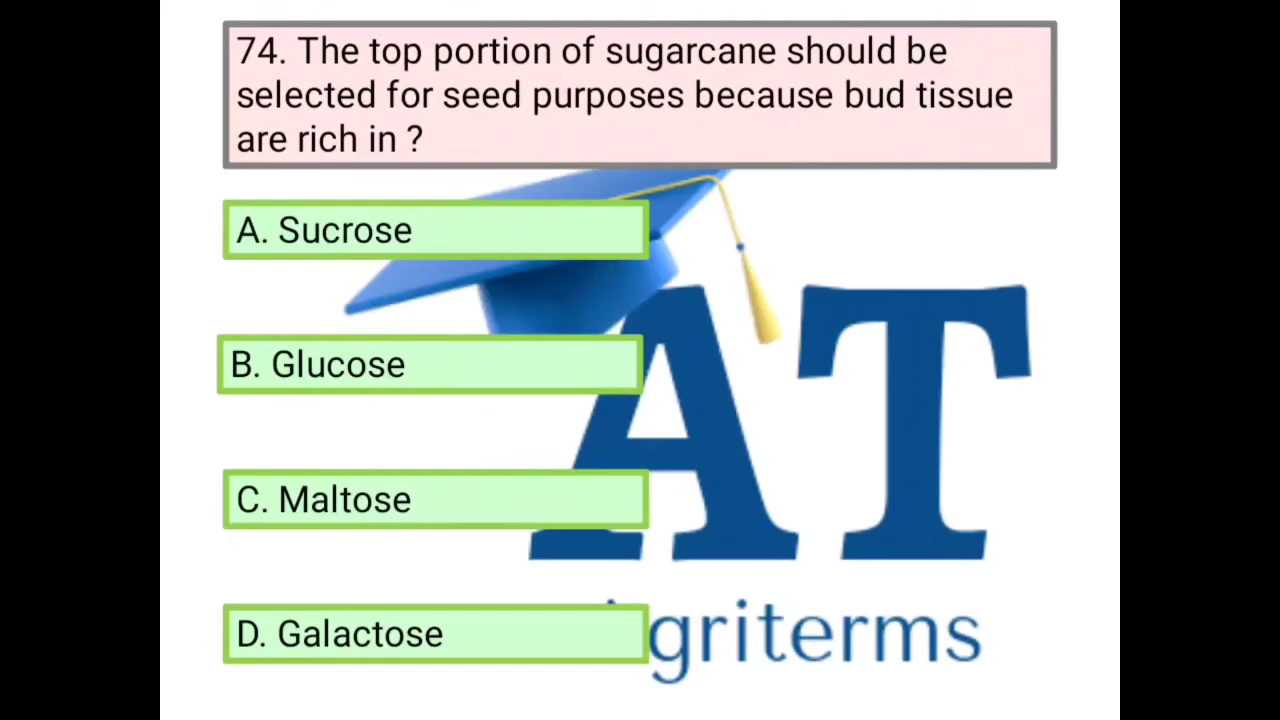 74. The top portion of sugarcane should be
selected for seed purposes because bud tissue
are rich in ?
A. Sucrose
B. Glucose
AT
C. Maltose
D. Galactose
griterms